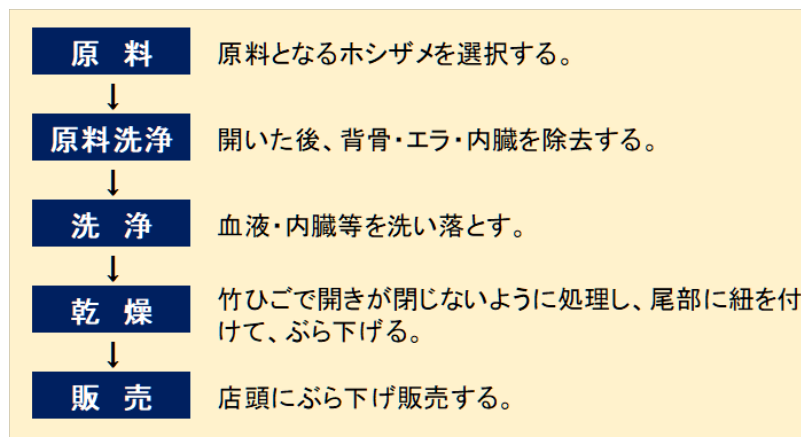 原料 原料となるホシザメを選択する。
↓
原料洗浄 開いた後、背骨・エラ・内臓を除去する。
↓
洗浄 血液・内臓等を洗い落とす。
↓
乾燥 竹ひごで開きが閉じないように処理し、尾部に紐を付
けて、ぶら下げる。
↓
販売 店頭にぶら下げ販売する。